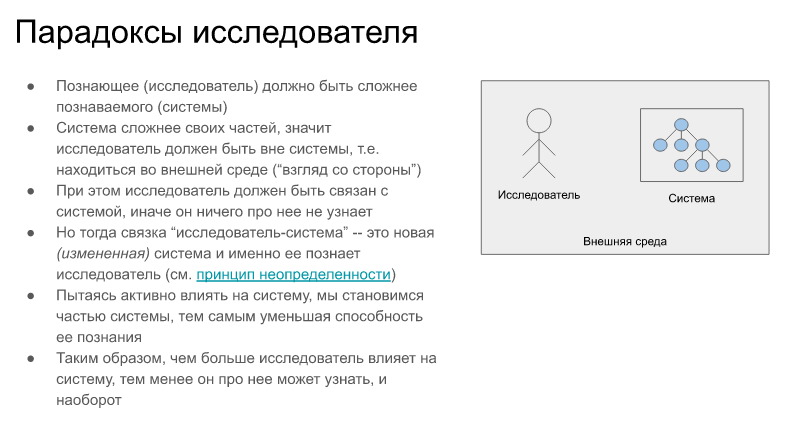 Парадоксы исследователя
● Познающее (исследователь) должно быть сложнее
познаваемого (системы)
● Система сложнее своих частей, значит
исследователь должен быть вне системы, т.е.
находиться во внешней среде (“взгляд со стороны”)
● При этом исследователь должен быть связан с
системой, иначе он ничего про нее не узнает
● Но тогда связка “исследователь-система” -- это новая
(измененная) система и именно ее познает
исследователь (см. принцип неопределенности)
● Пытаясь активно влиять на систему, мы становимся
частью системы, тем самым уменьшая способность
ее познания
● Таким образом, чем больше исследователь влияет на
систему, тем менее он про нее может узнать, и
наоборот
Исследователь
Система
Внешняя среда